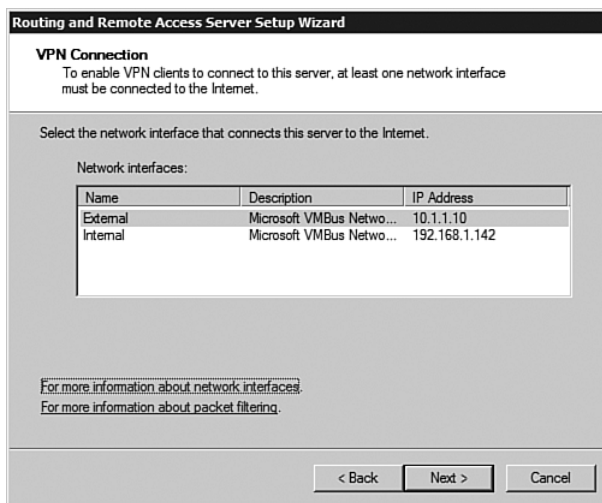 Routing and Remote Access Server Setup Wizard
VPN Connection
To enable VPN clients to connect to this server, at least one network interface
must be connected to the Internet.
Select the network interface that connects this server to the Internet.
Network interfaces:
Name Description IP Address
External Microsoft VMBus Netwo... 10.1.1.10
Internal Microsoft VMBus Netwo... 192.168.1.142
For more information about network interfaces.
For more information about packet filtering.
< Back Next > Cancel